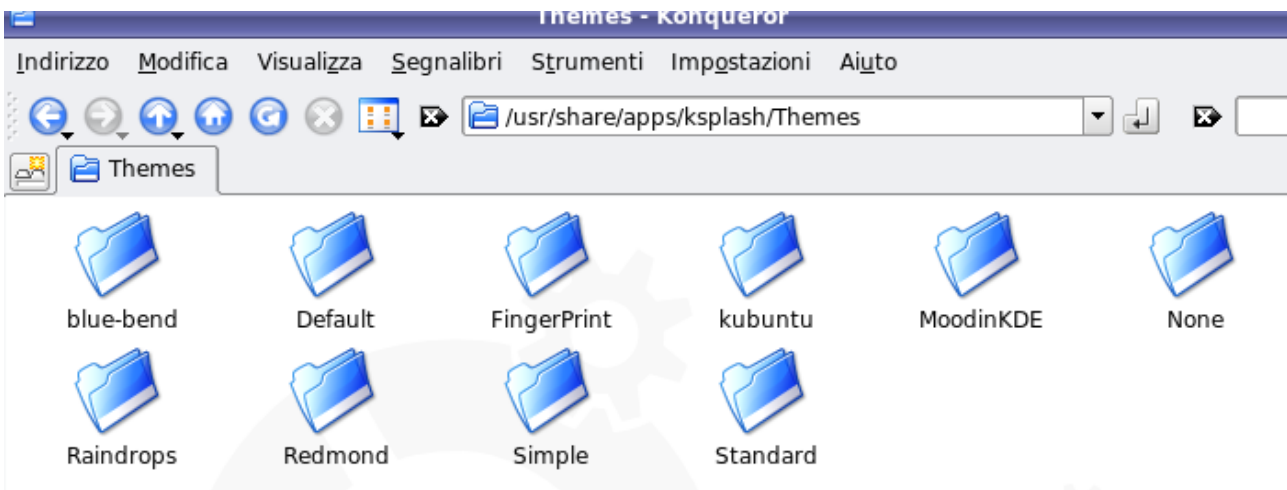 Themes - Konqueror
Indirizzo Modifica Visualizza Segnalibri Strumenti Impostazioni Aiuto
/usr/share/apps/ksplash/Themes
Themes
blue-bend Default FingerPrint kubuntu MoodinKDE None
Raindrops Redmond Simple Standard